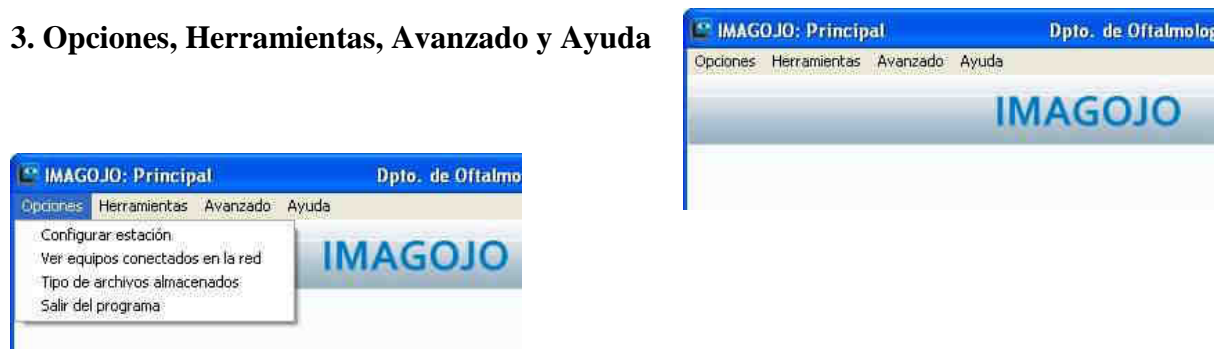 3. Opciones, Herramientas, Avanzado y Ayuda
IMAGOJO: Principal Dpto. de Oftalmolog
Opciones Herramientas Avanzado Ayuda
IMAGOJO
IMAGOJO: Principal Dpto. de Oftalmo
Opciones Herramientas Avanzado Ayuda
Configurar estación
Ver equipos conectados en la red
Tipo de archivos almacenados
Salir del programa
IMAGOJO